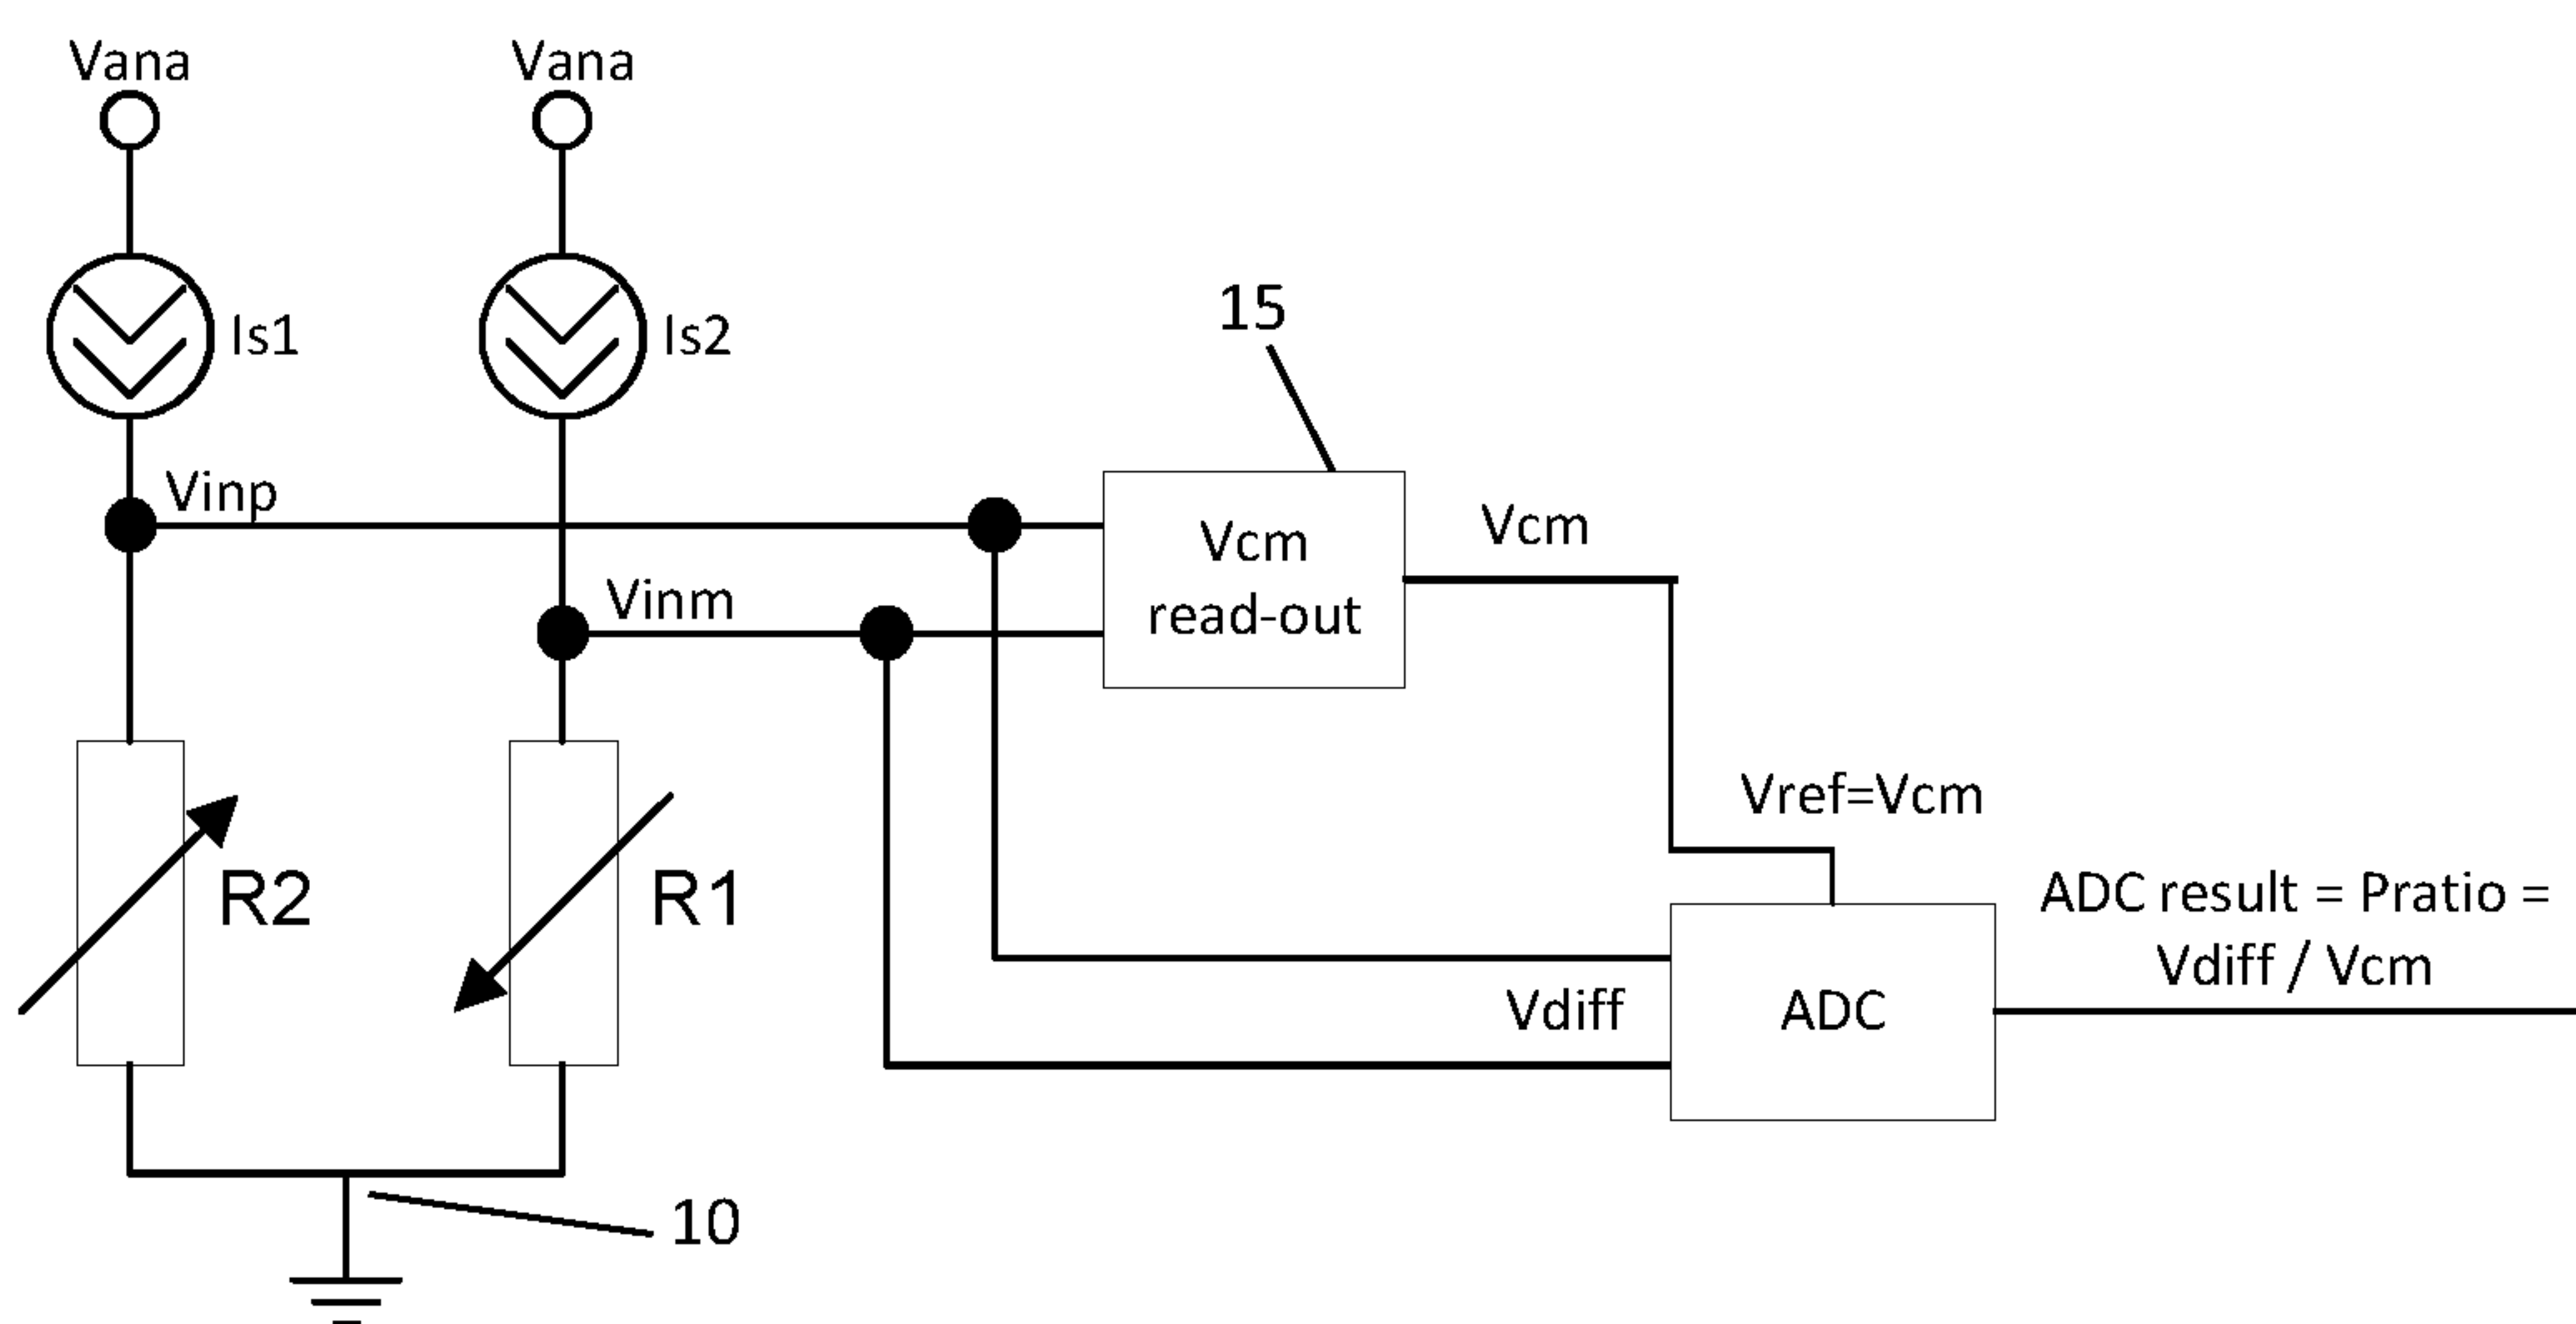 Vana
Vana
Is1
Is2
15
Vinp
Vcm
read-out
Vcm
Vinm
Vref=Vcm
R2
R1
ADC result = Pratio =
Vdiff / Vcm
Vdiff
ADC
10